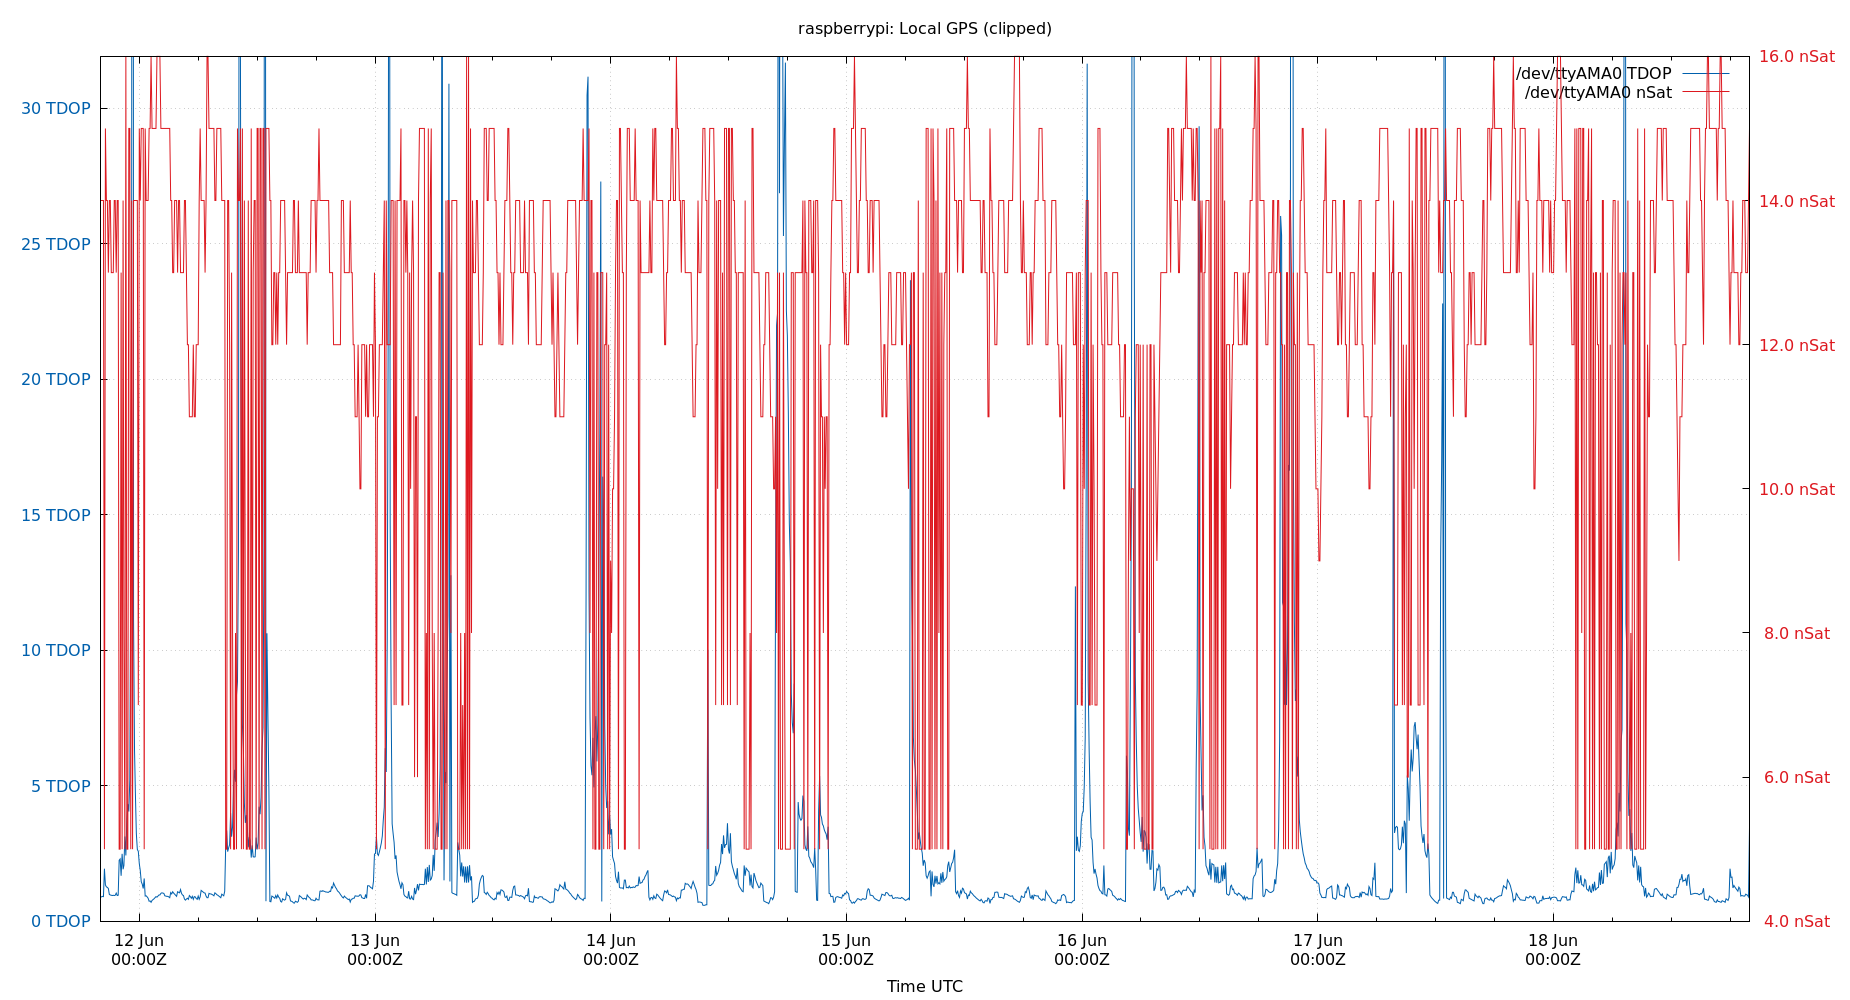 raspberrypi: Local GPS (clipped)
16.0 nSat
/dev/ttyAMA0 TDOP
/dev/ttyAMA0 nSat
30 TDOP
14.0 nSat
25 TDOP
12.0 nSat
20 TDOP
10.0 nSat
15 TDOP
8.0 nSat
10 TDOP
6.0 nSat
5 TDOP
0 TDOP
4.0 nSat
12 Jun 13 Jun 14 Jun 15 Jun 16 Jun 17 Jun 18 Jun
00:00Z 00:00Z 00:00Z 00:00Z 00:00Z 00:00Z 00:00Z
Time UTC